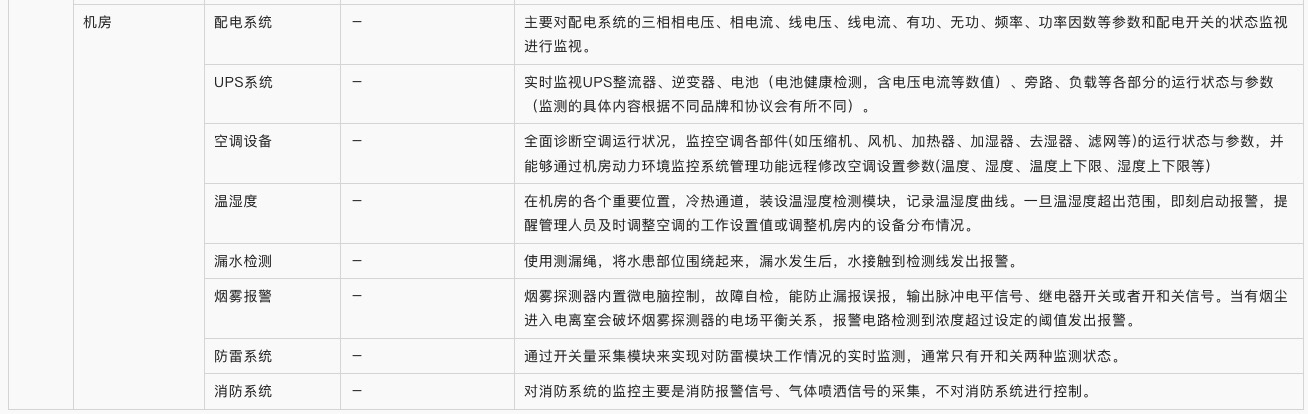 机房
配电系统
—
主要对配电系统的三相相电压、相电流、线电压、线电流、有功、无功、频率、功率因数等参数和配电开关的状态监视
进行监视。
UPS系统
—
实时监视UPS整流器、逆变器、电池（电池健康检测，含电压电流等数值）、旁路、负载等各部分的运行状态与参数
（监测的具体内容根据不同品牌和协议会有所不同）。
空调设备
—
全面诊断空调运行状况，监控空调各部件(如压缩机、风机、加热器、加湿器、去湿器、滤网等)的运行状态与参数，并
能够通过机房动力环境监控系统管理功能远程修改空调设置参数(温度、湿度、温度上下限、湿度上下限等)
温湿度
—
在机房的各个重要位置，冷热通道，装设温湿度检测模块，记录温湿度曲线。一旦温湿度超出范围，即刻启动报警，提
醒管理人员及时调整空调的工作设置值或调整机房内的设备分布情况。
漏水检测
—
使用测漏绳，将水患部位围绕起来，漏水发生后，水接触到检测线发出报警。
烟雾报警
—
烟雾探测器内置微电脑控制，故障自检，能防止漏报误报，输出脉冲电平信号、继电器开关或者开和关信号。当有烟尘
进入电离室会破坏烟雾探测器的电场平衡关系，报警电路检测到浓度超过设定的阈值发出报警。
防雷系统
—
通过开关量采集模块来实现对防雷模块工作情况的实时监测，通常只有开和关两种监测状态。
消防系统
—
对消防系统的监控主要是消防报警信号、气体喷洒信号的采集，不对消防系统进行控制。